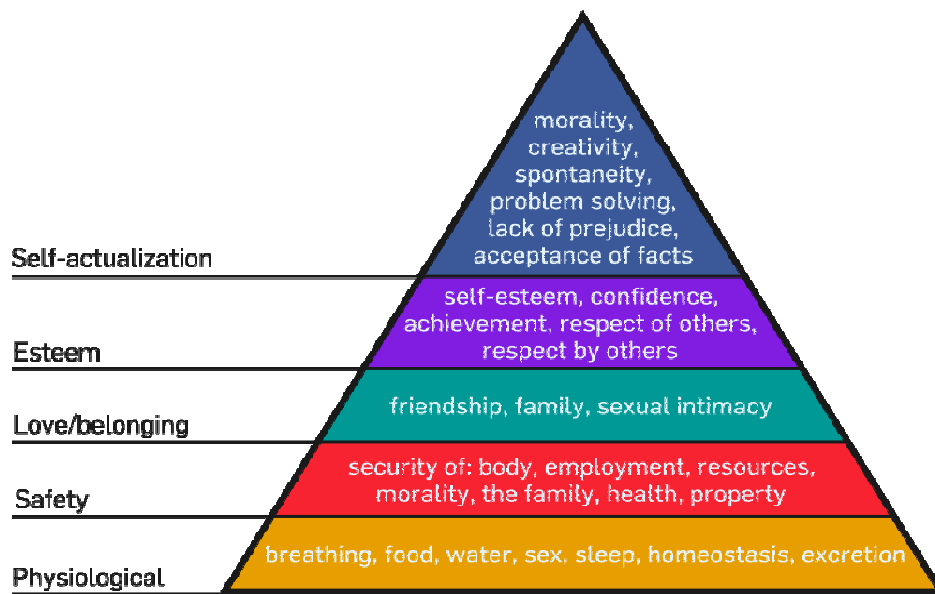 morality,
creativity,
spontaneity,
problem solving,
lack of prejudice,
acceptance of facts
Self-actualization
self-esteem, confidence,
achievement, respect of others,
respect by others
Esteem
friendship, family, sexual intimacy
Love/belonging
security of: body, employment, resources,
morality, the family, health, property
Safety
breathing, food, water, sex, sleep, homeostasis, excretion
Physiological